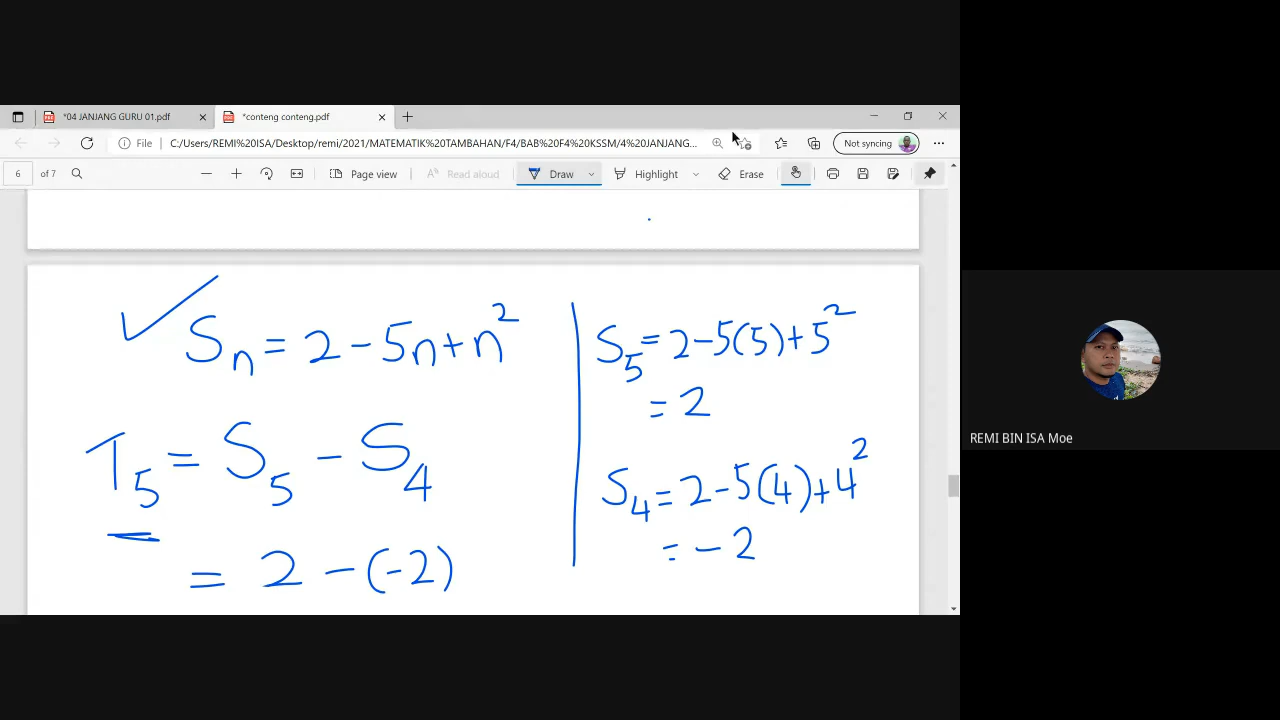 *04 JANJANG GURU 01.pdf
*conteng conteng.pdf
File
C:/Users/REMI%20ISA/Desktop/remi/2021/MATEMATIK%20TAMBAHAN/F4/BAB%20F4%20KSSM/4%20JANJANG...
Not syncing
6 of 7
Page view
Read aloud
Draw
Highlight
Erase
Sₙ = 2 - 5n + n²
T₅ = S₅ - S₄
= 2 - (-2)
S₅ = 2 - 5(5) + 5²
= 2
S₄ = 2 - 5(4) + 4²
= -2
REMI BIN ISA Moe